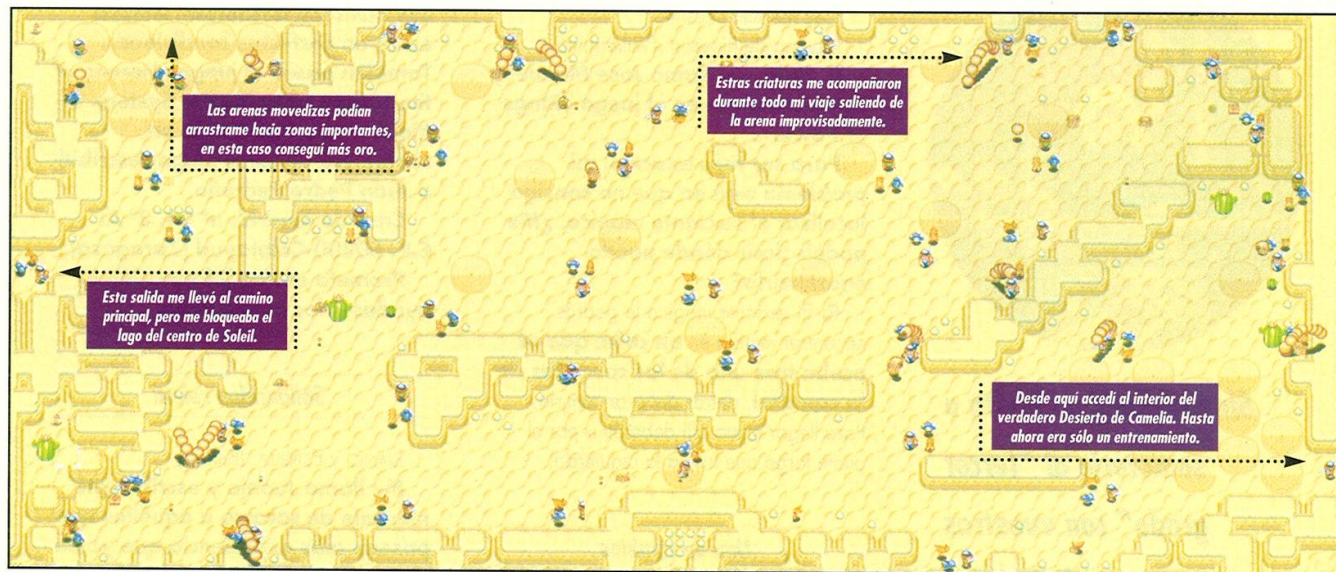 Las arenas movedizas podían
arrastrame hacia zonas importantes,
en esta caso conseguí más oro.
Estras criaturas me acompañaron
durante todo mi viaje saliendo de
la arena improvisadamente.
Esta salida me llevó al camino
principal, pero me bloqueaba el
lago del centro de Soleil.
Desde aquí accedí al interior del
verdadero Desierto de Camelia. Hasta
ahora era sólo un entrenamiento.